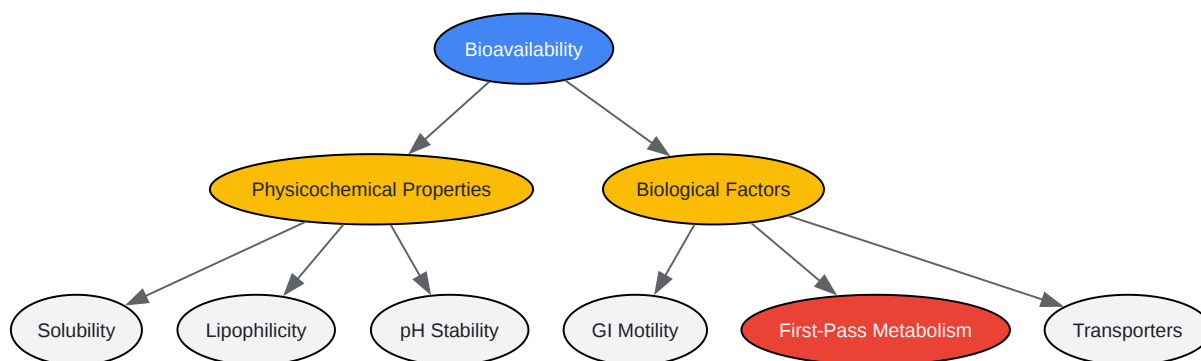 Bioavailability
Physicochemical Properties
Biological Factors
Solubility
Lipophilicity
pH Stability
GI Motility
First-Pass Metabolism
Transporters